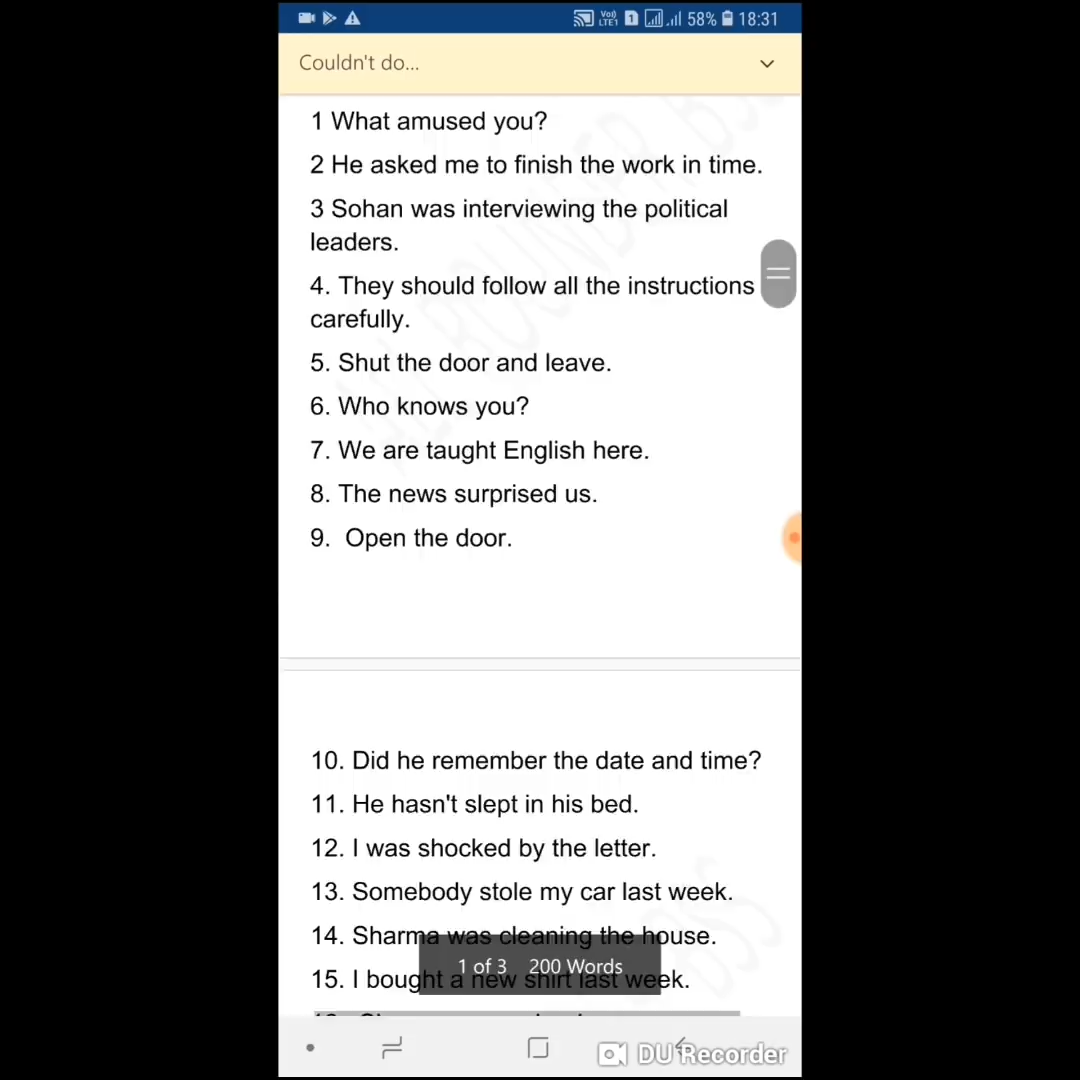 Vo)) 1 58% 18:31
LTE1
Couldn't do...
1 What amused you?
2 He asked me to finish the work in time.
3 Sohan was interviewing the political
leaders.
4. They should follow all the instructions
carefully.
5. Shut the door and leave.
6. Who knows you?
7. We are taught English here.
8. The news surprised us.
9. Open the door.
10. Did he remember the date and time?
11. He hasn't slept in his bed.
12. I was shocked by the letter.
13. Somebody stole my car last week.
14. Sharma was cleaning the house.
1 of 3 200 Words
15. I bought a new shirt last week.
DU Recorder